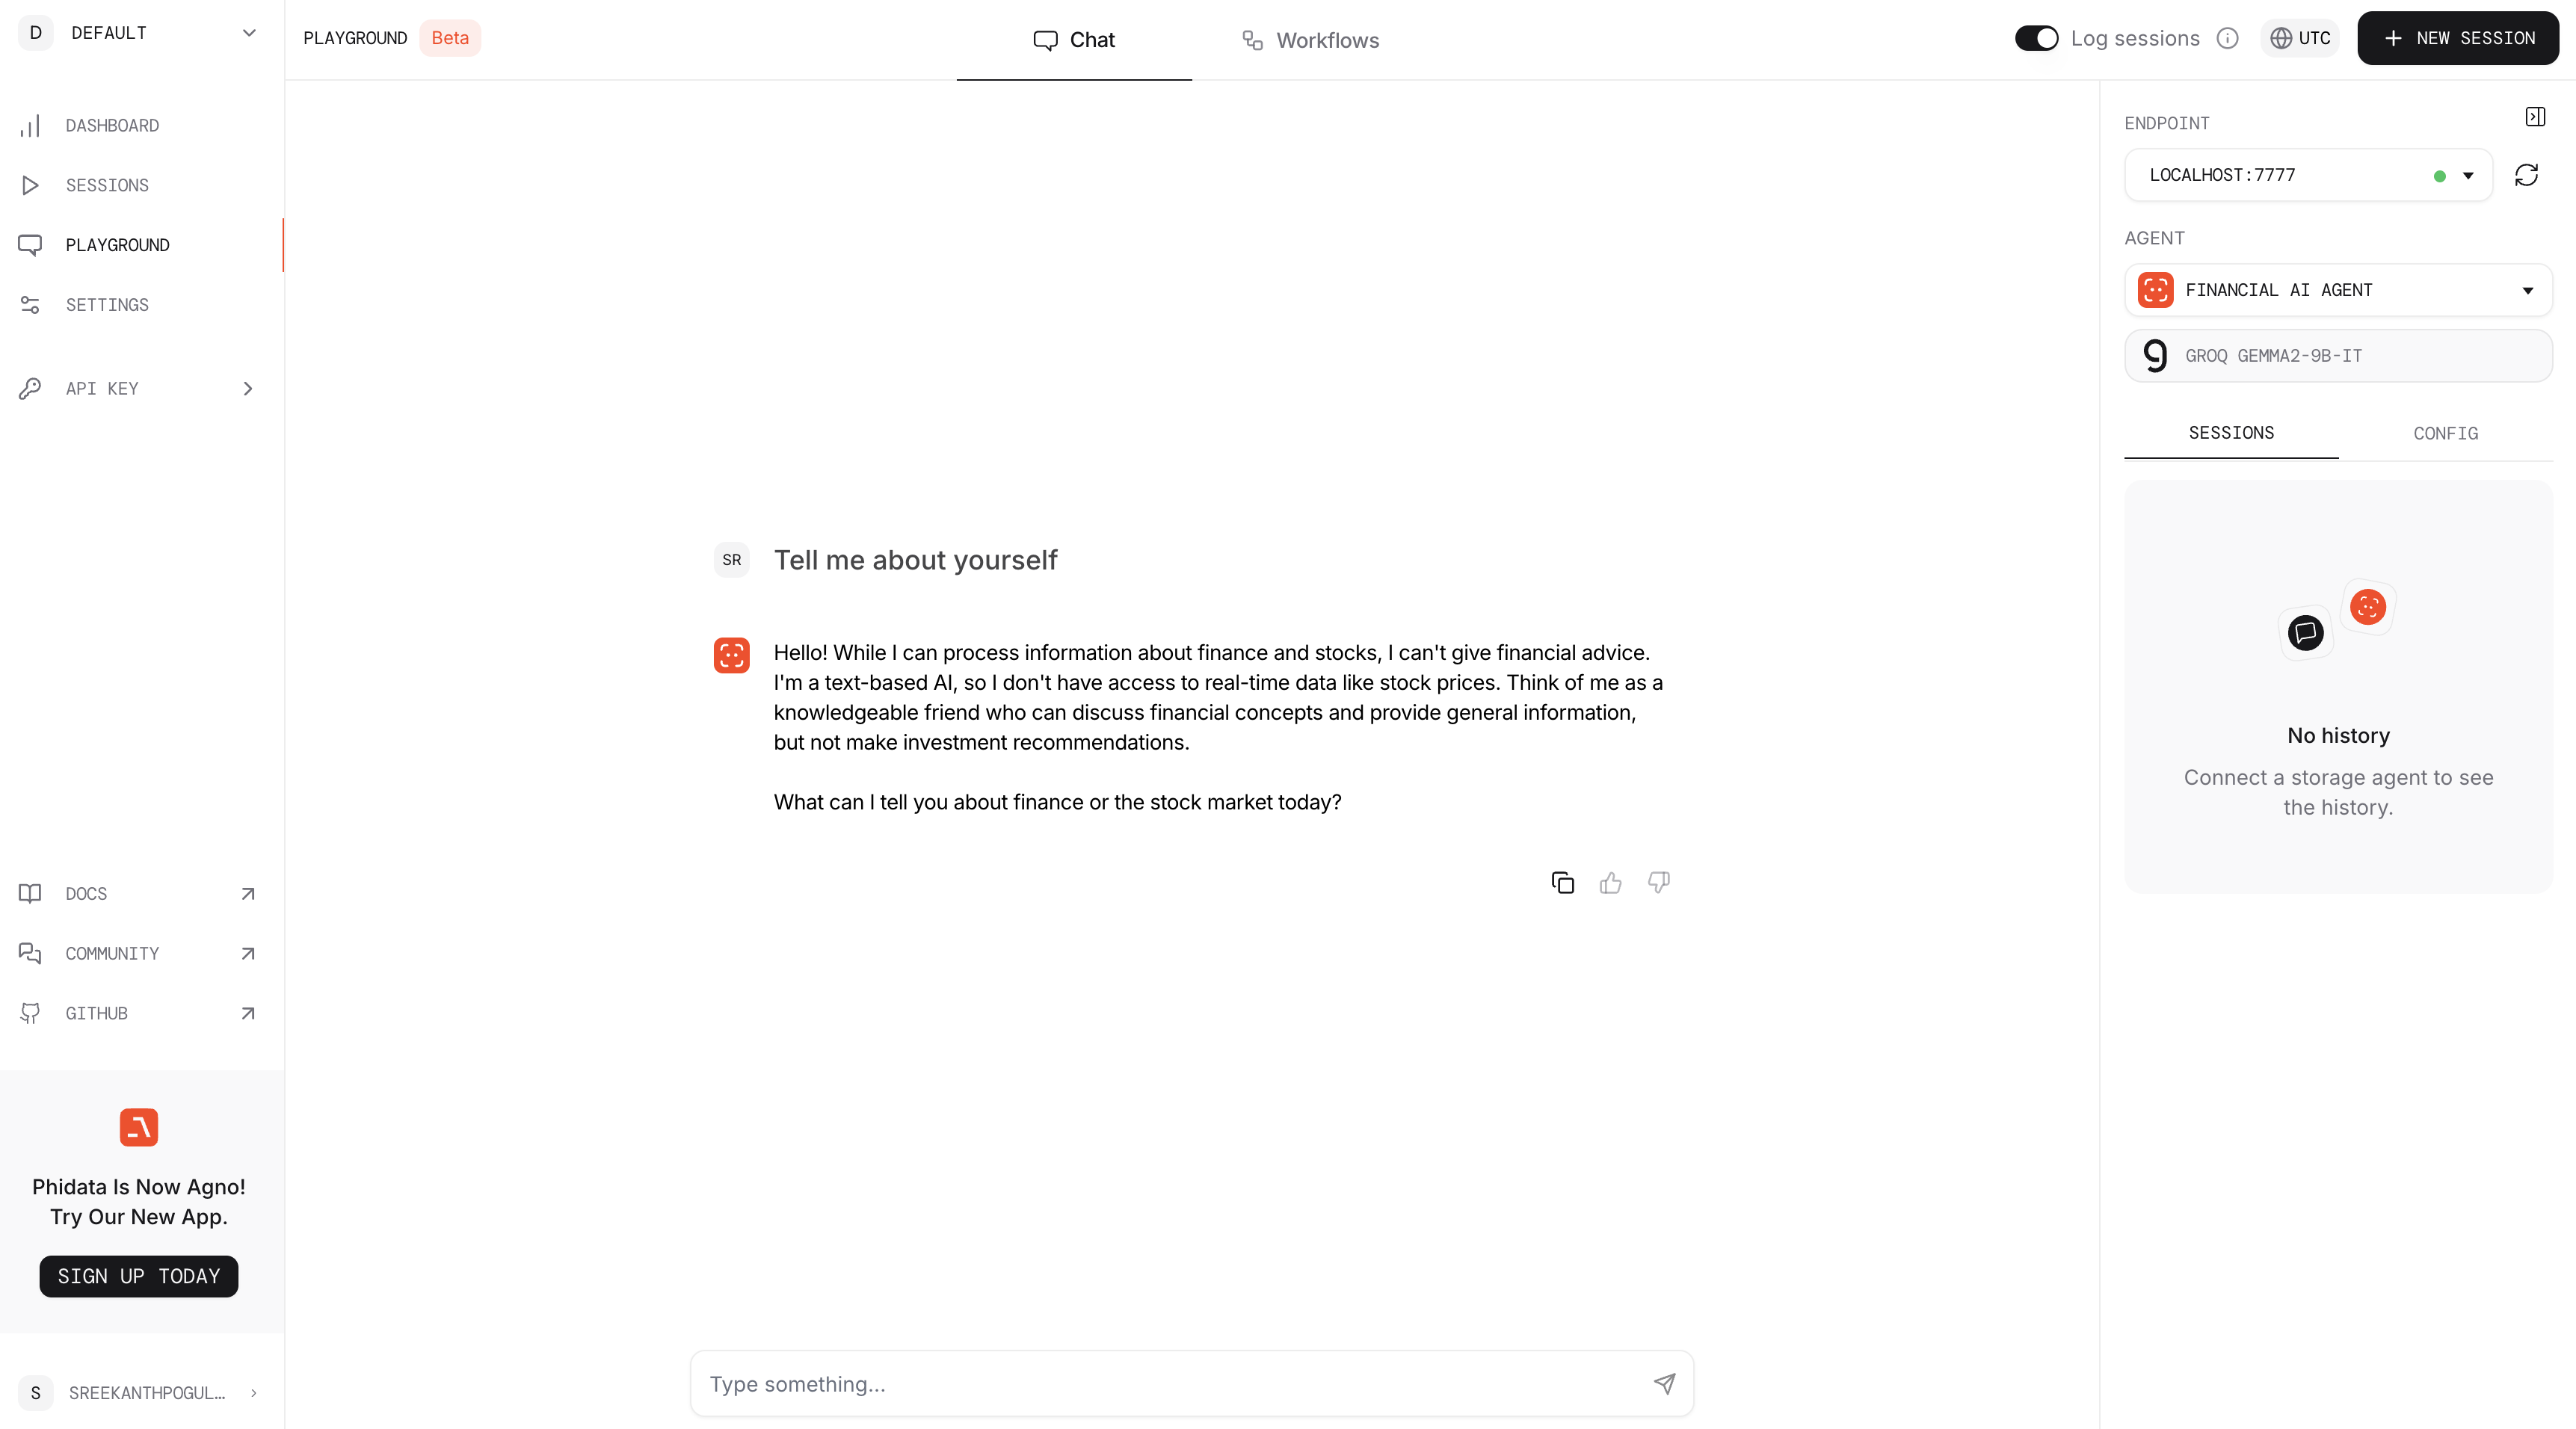 D DEFAULT
DASHBOARD
SESSIONS
PLAYGROUND
SETTINGS
API KEY
DOCS
COMMUNITY
GITHUB
Phidata Is Now Agno!
Try Our New App.
SIGN UP TODAY
S SREEKANTHPOGUL…
PLAYGROUND Beta
Chat
Workflows
Log sessions
UTC
NEW SESSION
SR Tell me about yourself
Hello! While I can process information about finance and stocks, I can't give financial advice.
I'm a text-based AI, so I don't have access to real-time data like stock prices. Think of me as a
knowledgeable friend who can discuss financial concepts and provide general information,
but not make investment recommendations.
What can I tell you about finance or the stock market today?
Type something...
ENDPOINT
LOCALHOST:7777
AGENT
FINANCIAL AI AGENT
g GROQ GEMMA2-9B-IT
SESSIONS CONFIG
No history
Connect a storage agent to see
the history.